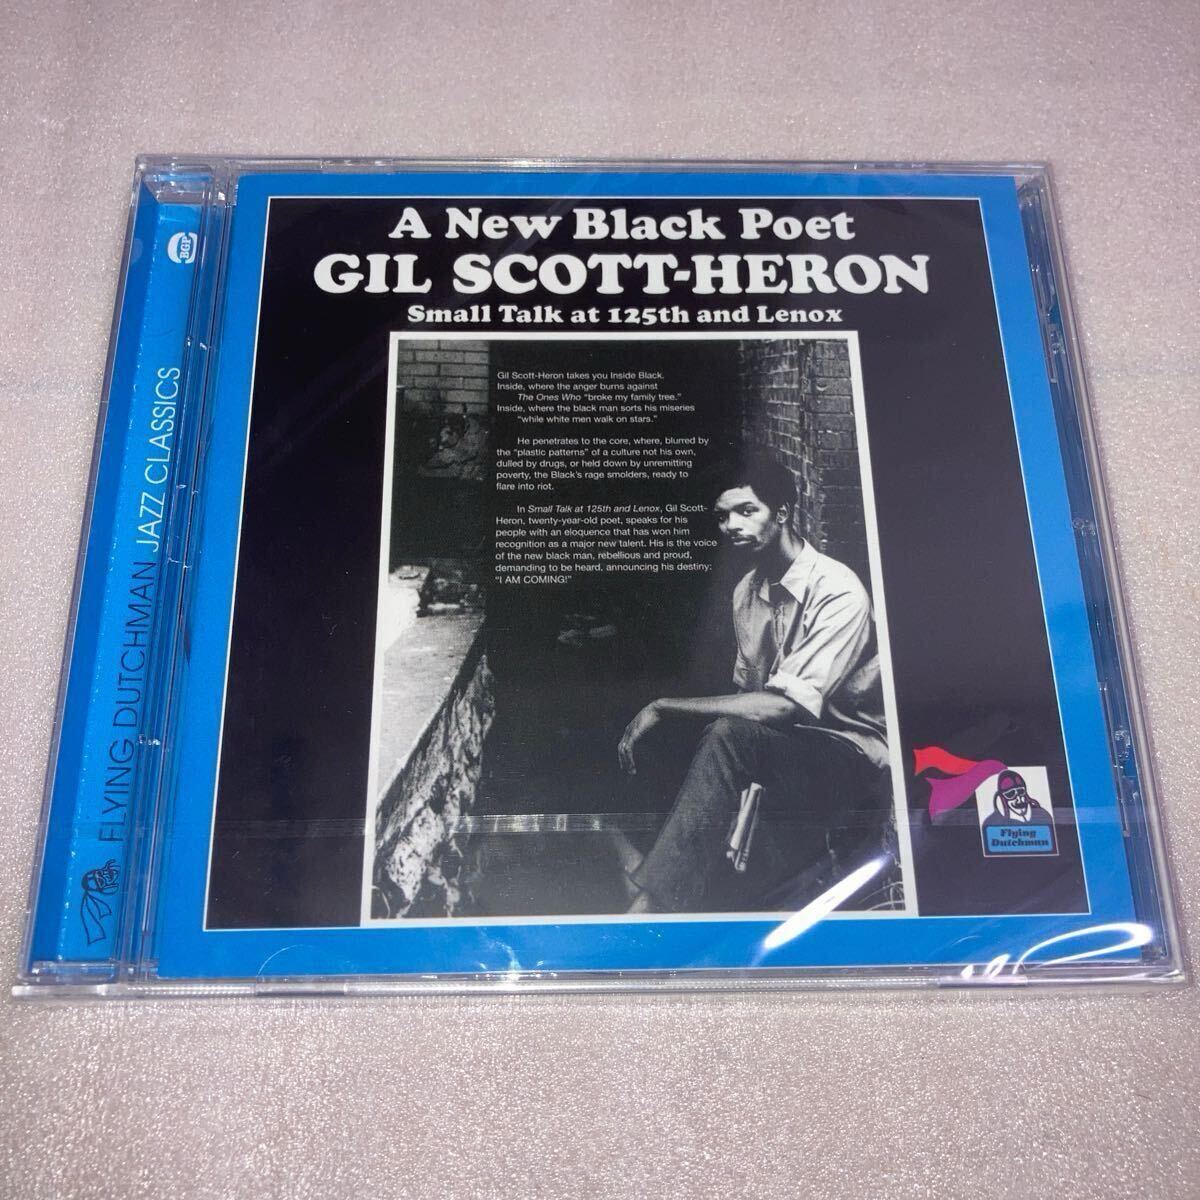 A New Black Poet
GIL SCOTT-HERON
Small Talk at 125th and Lenox
Gil Scott-Heron takes you Inside Black.
Inside, where the anger burns against
The Ones Who "broke my family tree."
Inside, where the black man sorts his miseries
"while white men walk on stars."
He penetrates to the core, where, blurred by
the "plastic patterns" of a culture not his own,
dulled by drugs, or held down by unremitting
poverty, the Black's rage smolders, ready to
flare into riot.
In Small Talk at 125th and Lenox, Gil Scott-
Heron, twenty-year-old poet, speaks for his
people with an eloquence that has won him
recognition as a major new talent. His is the voice
of the new black man, rebellious and proud,
demanding to be heard, announcing his destiny:
"I AM COMING!"
Flying
Dutchman
BGP
FLYING DUTCHMAN JAZZ CLASSICS